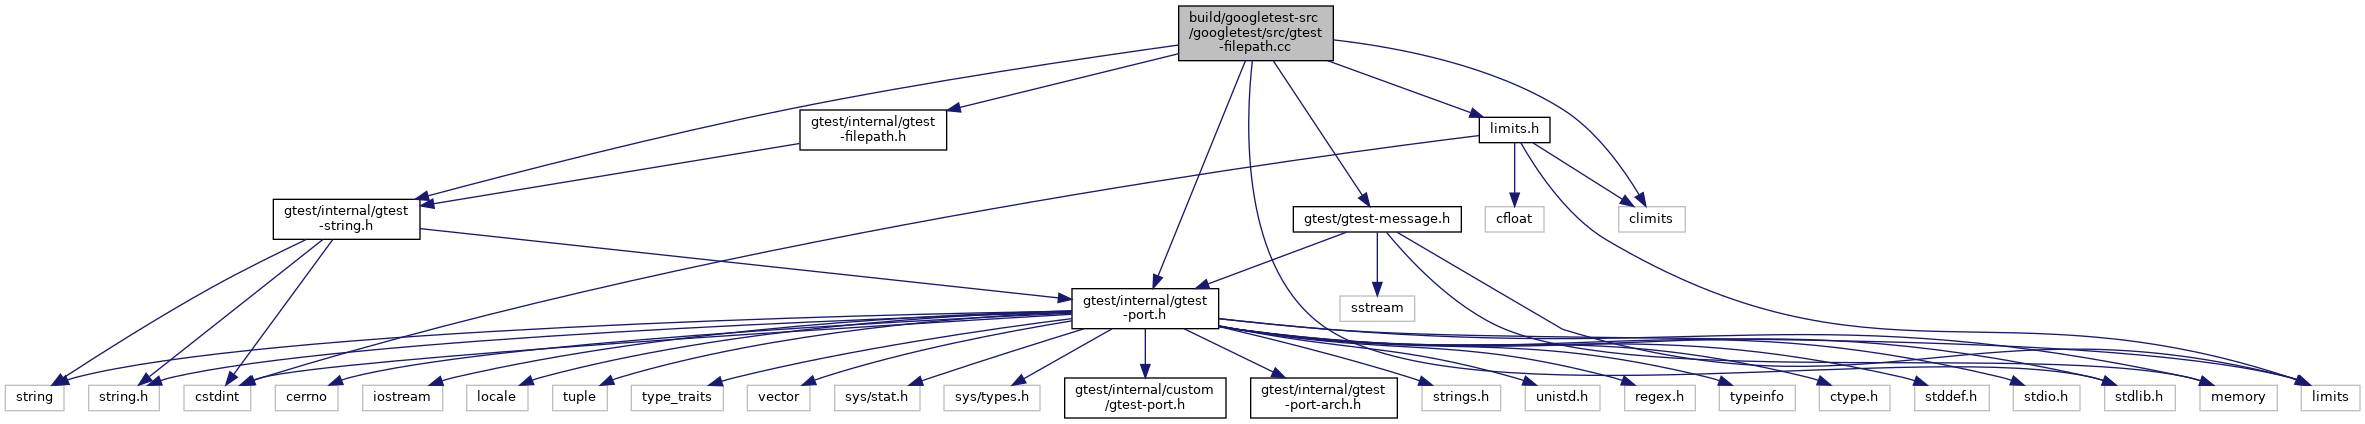 build/googletest-src
/googletest/src/gtest
-filepath.cc
gtest/internal/gtest
-filepath.h
limits.h
gtest/internal/gtest
-string.h
gtest/gtest-message.h
cfloat
climits
gtest/internal/gtest
-port.h
sstream
string
string.h
cstdint
cerrno
iostream
locale
tuple
type_traits
vector
sys/stat.h
sys/types.h
gtest/internal/custom
/gtest-port.h
gtest/internal/gtest
-port-arch.h
strings.h
unistd.h
regex.h
typeinfo
ctype.h
stddef.h
stdio.h
stdlib.h
memory
limits